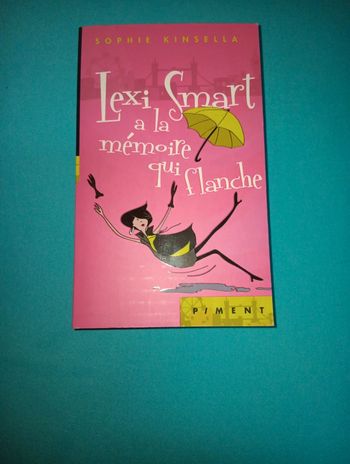 SOPHIE KINSELLA
Lexi Smart
a la
mémoire
qui
flanche
PIMENT